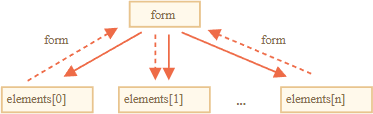 form
form
form
elements[0]
elements[1]
...
elements[n]